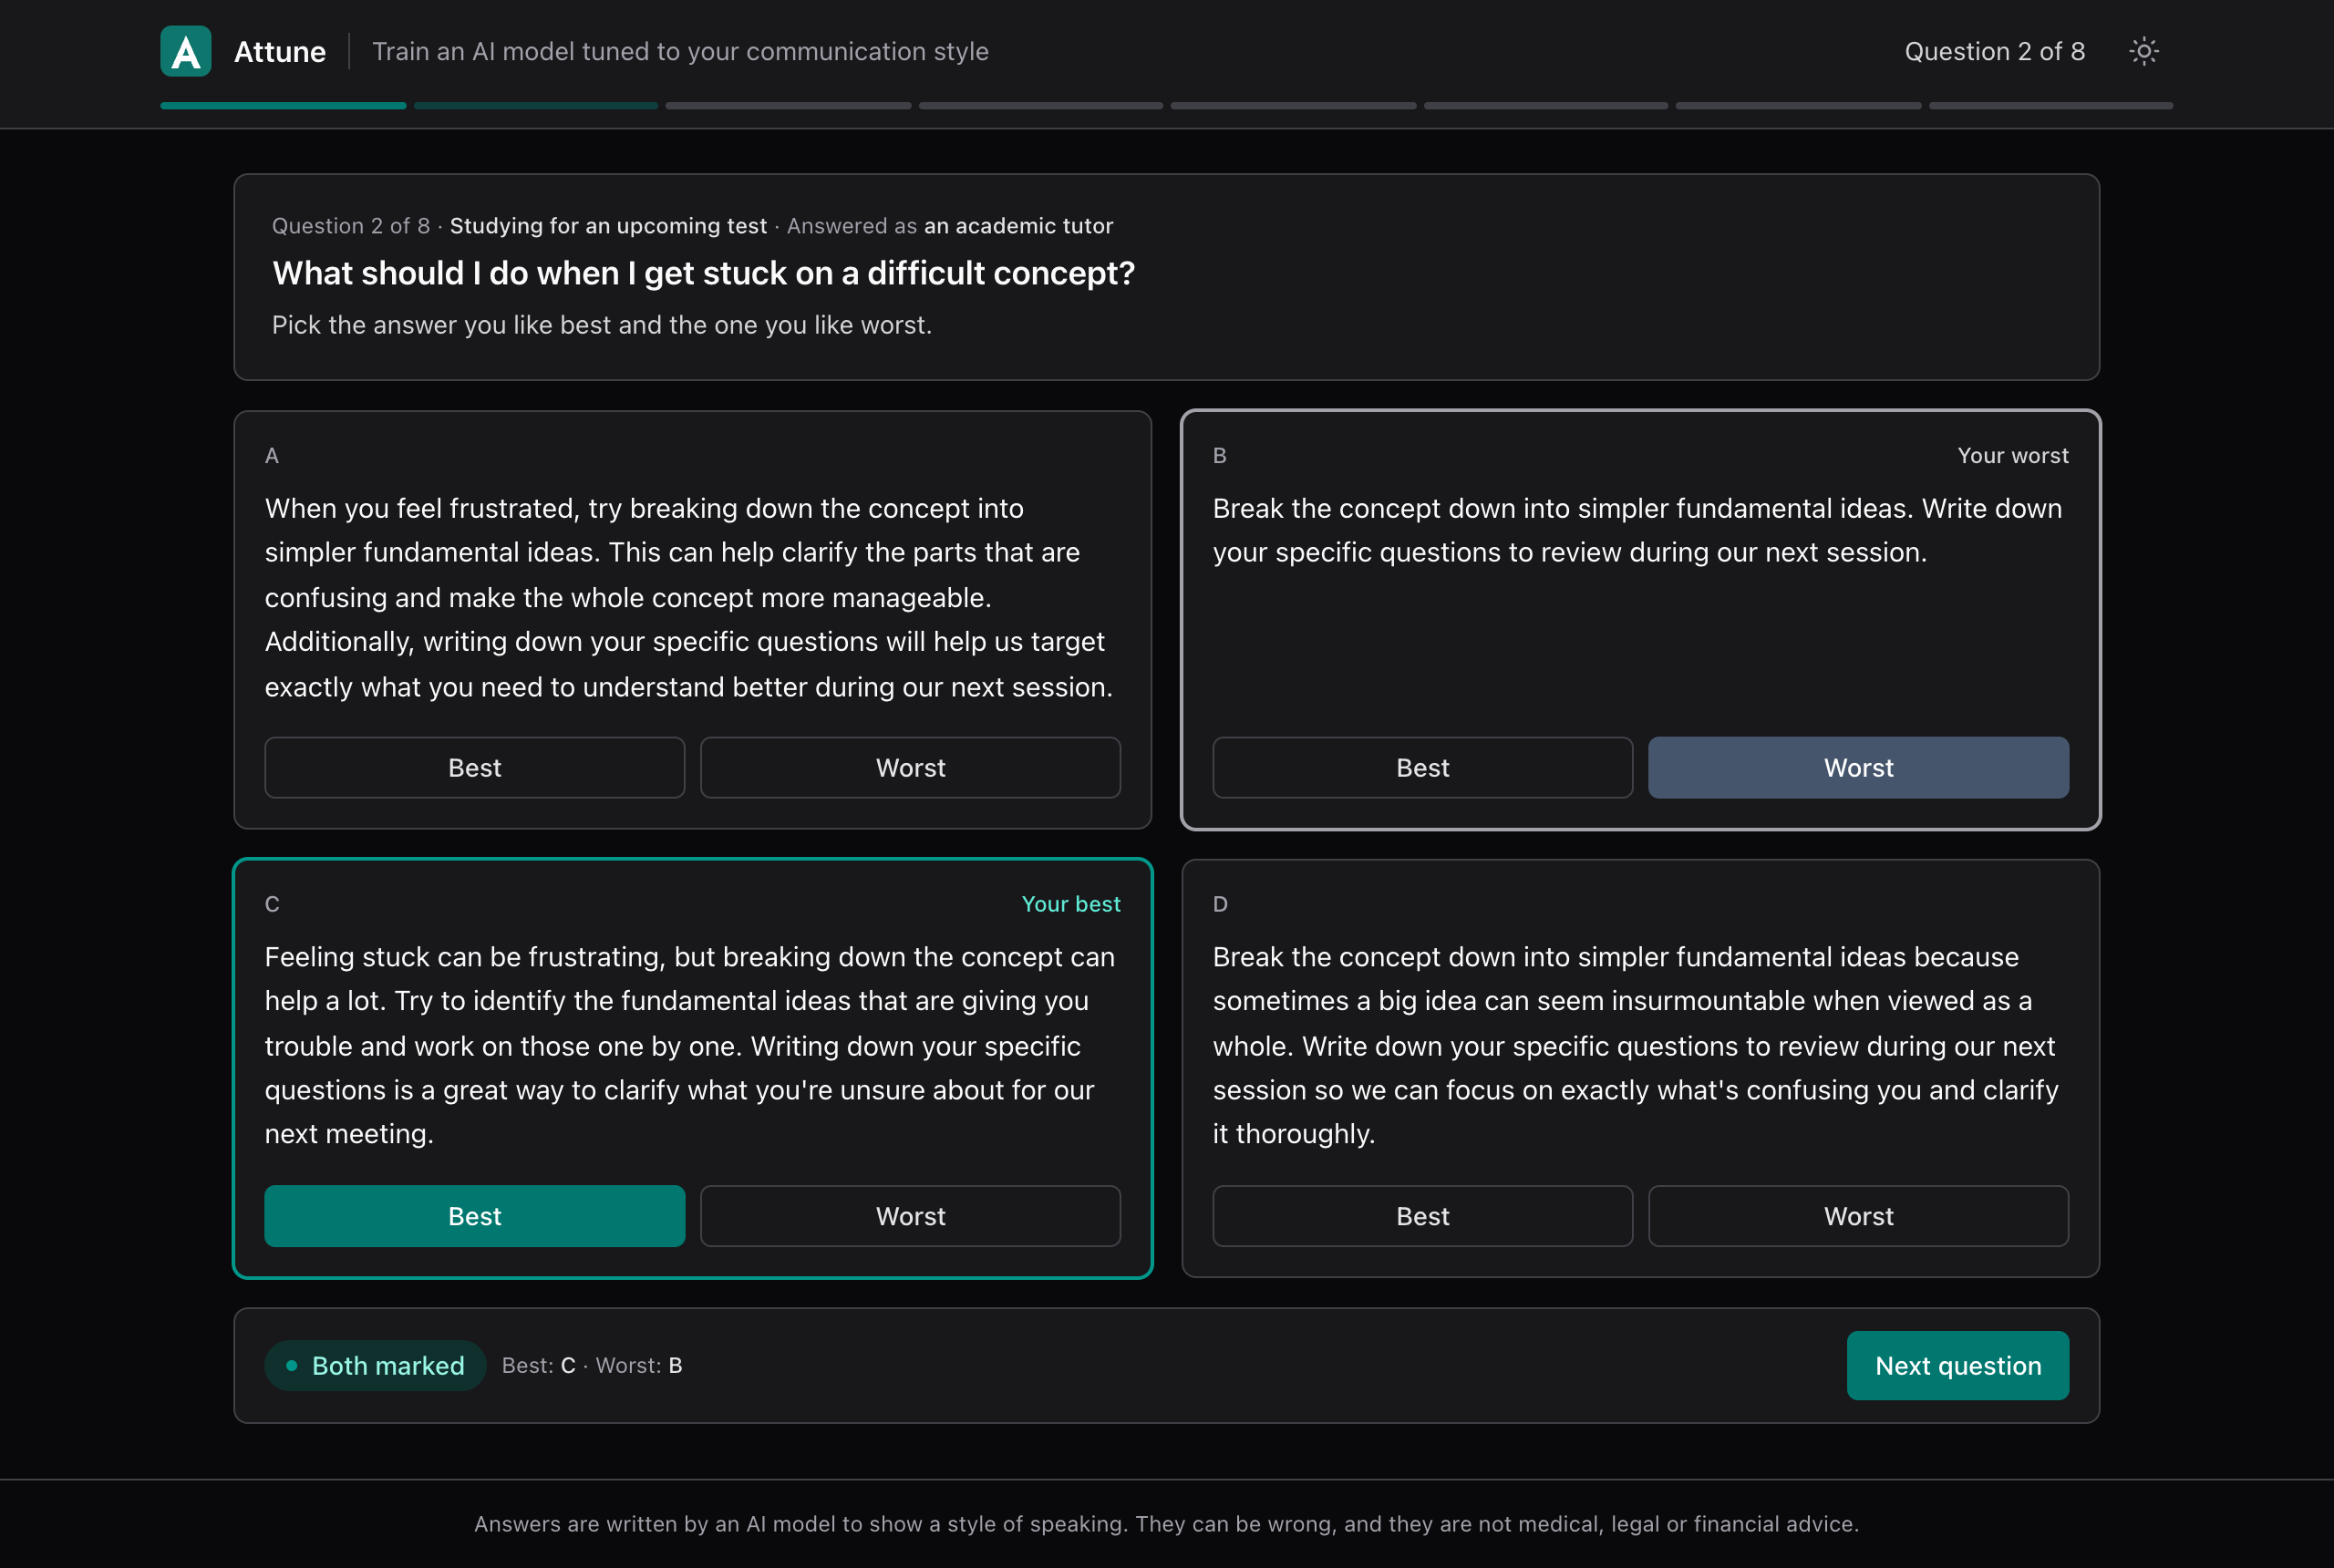 A Attune Train an AI model tuned to your communication style Question 2 of 8
Question 2 of 8 · Studying for an upcoming test · Answered as an academic tutor
What should I do when I get stuck on a difficult concept?
Pick the answer you like best and the one you like worst.
A
When you feel frustrated, try breaking down the concept into
simpler fundamental ideas. This can help clarify the parts that are
confusing and make the whole concept more manageable.
Additionally, writing down your specific questions will help us target
exactly what you need to understand better during our next session.
Best Worst
B Your worst
Break the concept down into simpler fundamental ideas. Write down
your specific questions to review during our next session.
Best Worst
C Your best
Feeling stuck can be frustrating, but breaking down the concept can
help a lot. Try to identify the fundamental ideas that are giving you
trouble and work on those one by one. Writing down your specific
questions is a great way to clarify what you're unsure about for our
next meeting.
Best Worst
D
Break the concept down into simpler fundamental ideas because
sometimes a big idea can seem insurmountable when viewed as a
whole. Write down your specific questions to review during our next
session so we can focus on exactly what's confusing you and clarify
it thoroughly.
Best Worst
Both marked Best: C · Worst: B Next question
Answers are written by an AI model to show a style of speaking. They can be wrong, and they are not medical, legal or financial advice.